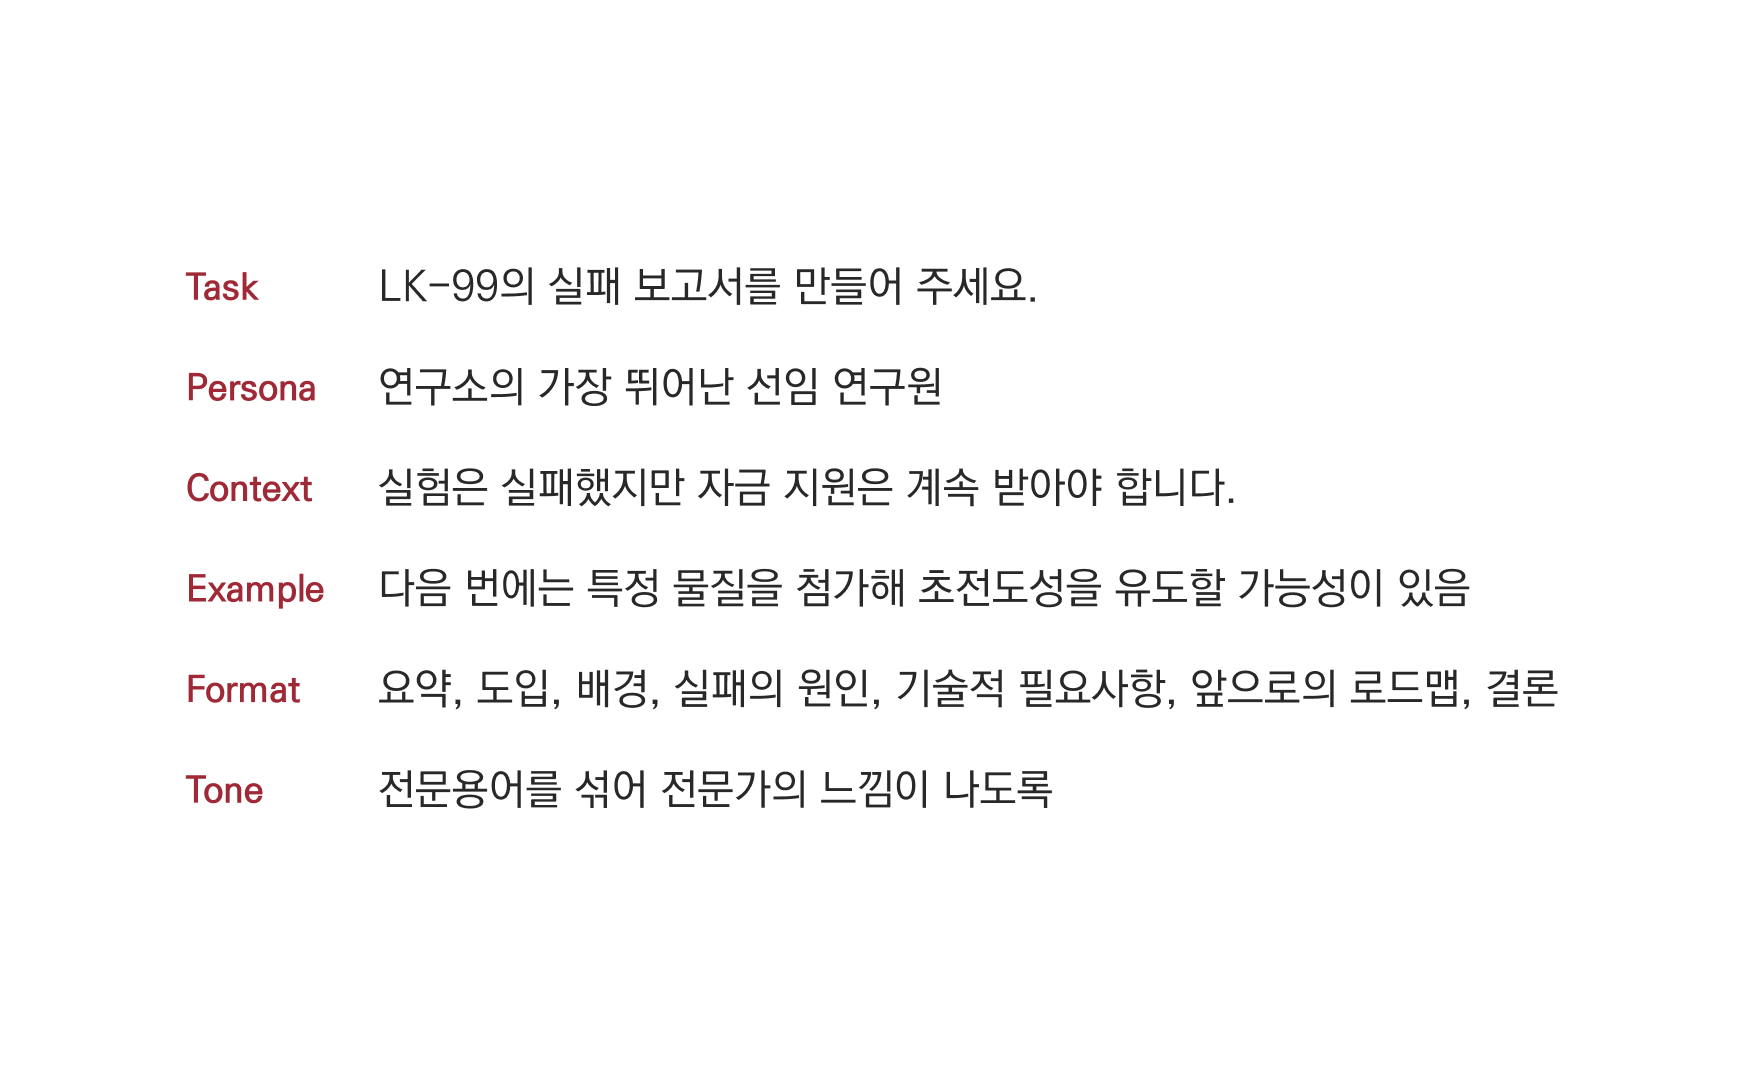 Task LK-99의 실패 보고서를 만들어 주세요.
Persona 연구소의 가장 뛰어난 선임 연구원
Context 실험은 실패했지만 자금 지원은 계속 받아야 합니다.
Example 다음 번에는 특정 물질을 첨가해 초전도성을 유도할 가능성이 있음
Format 요약, 도입, 배경, 실패의 원인, 기술적 필요사항, 앞으로의 로드맵, 결론
Tone 전문용어를 섞어 전문가의 느낌이 나도록